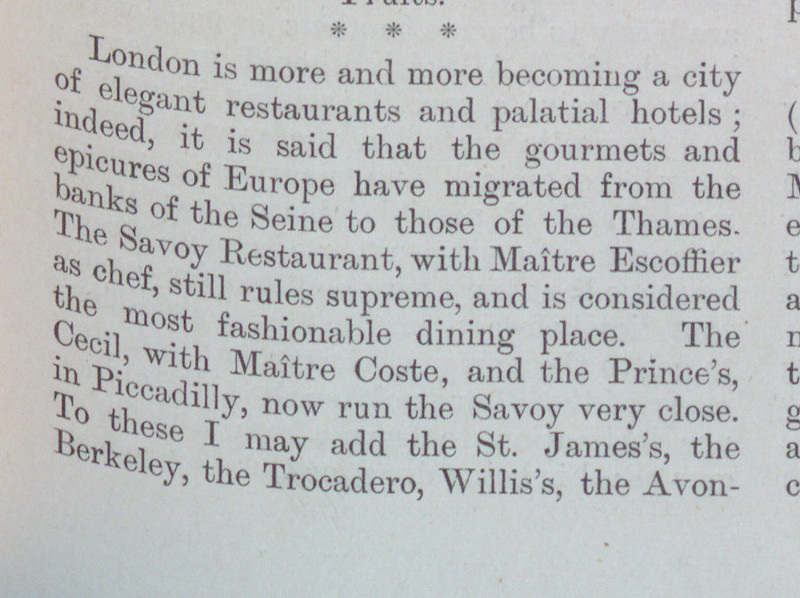 * * *
London is more and more becoming a city
of elegant restaurants and palatial hotels ;
indeed, it is said that the gourmets and
epicures of Europe have migrated from the
banks of the Seine to those of the Thames.
The Savoy Restaurant, with Maître Escoffier
as chef, still rules supreme, and is considered
the most fashionable dining place. The
Cecil, with Maître Coste, and the Prince's,
in Piccadilly, now run the Savoy very close.
To these I may add the St. James's, the
Berkeley, the Trocadero, Willis's, the Avon-